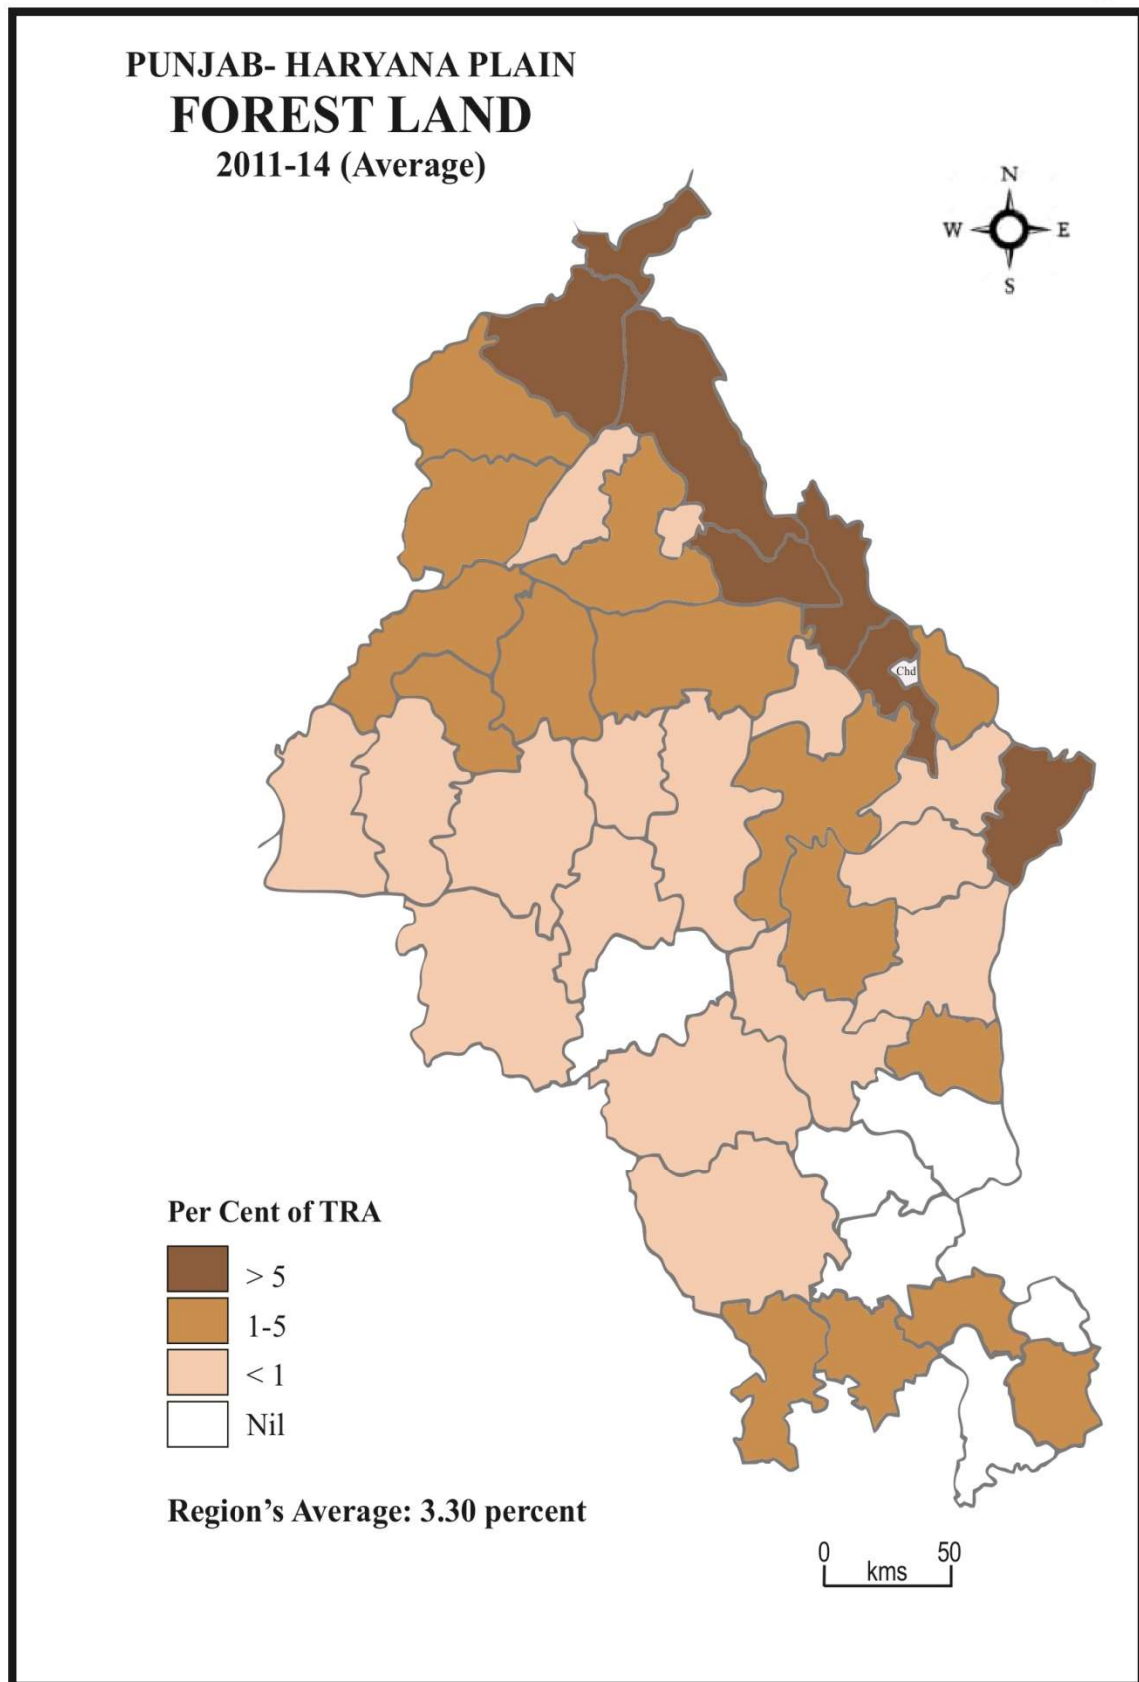 PUNJAB- HARYANA PLAIN
FOREST LAND
2011-14 (Average)
N
W E
S
Chd
Per Cent of TRA
> 5
1-5
< 1
Nil
Region’s Average: 3.30 percent
0 50
kms